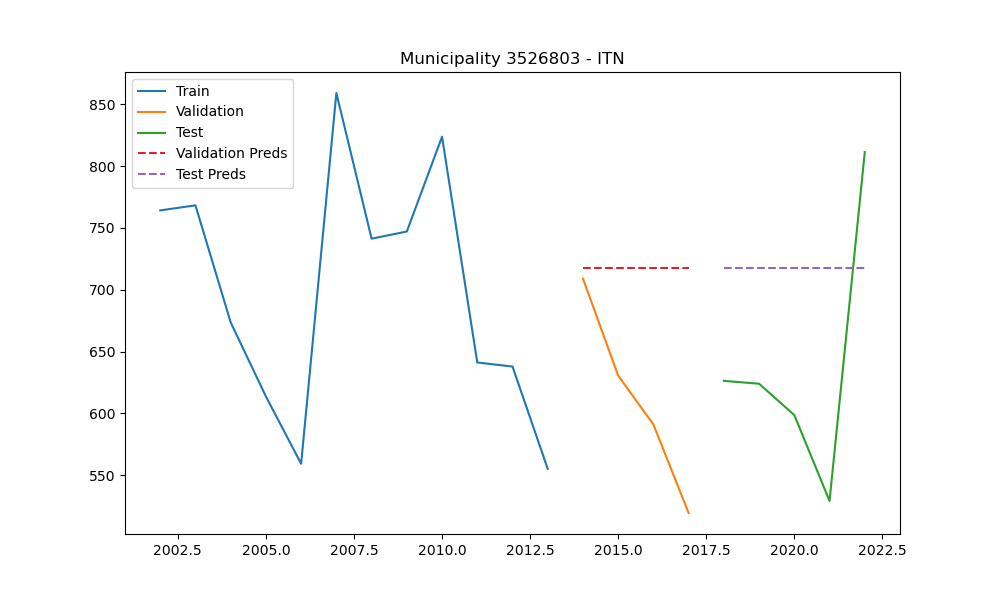 Municipality 3526803 - ITN
Train
Validation
Test
Validation Preds
Test Preds
850
800
750
700
650
600
550
2002.5 2005.0 2007.5 2010.0 2012.5 2015.0 2017.5 2020.0 2022.5